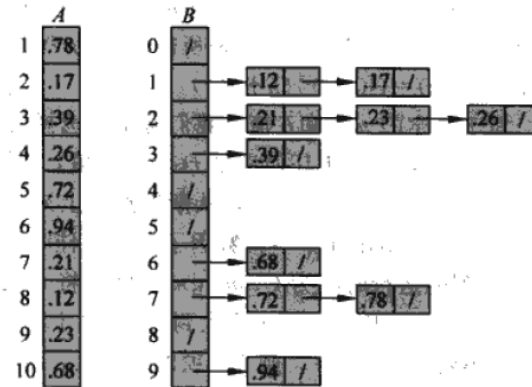 A B
1 .78 0 /
2 .17 1 .12 .17 /
3 .39 2 .21 .23 .26 /
4 .26 3 .39 /
5 .72 4 /
6 .94 5 /
7 .21 6 .68 /
8 .12 7 .72 .78 /
9 .23 8 /
10 .68 9 .94 /